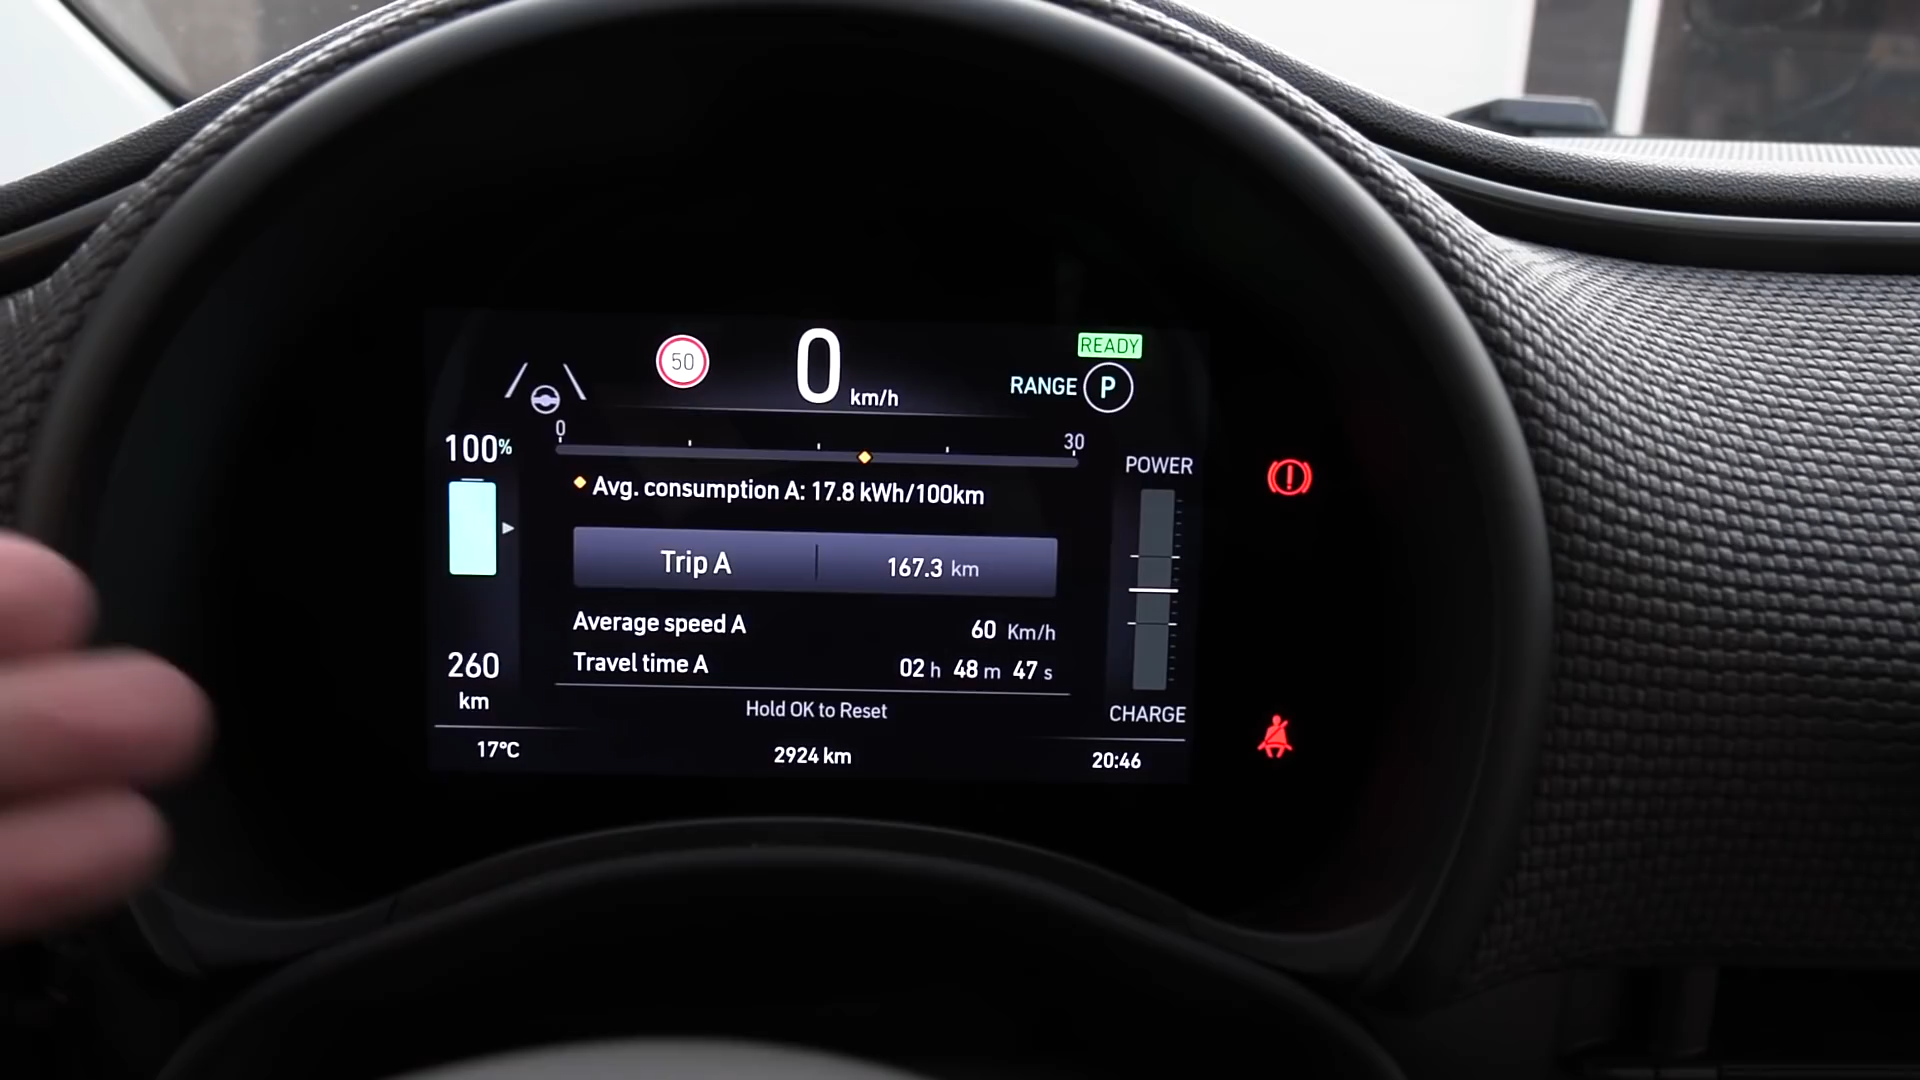 READY
50
0 km/h
RANGE P
0 30
100%
POWER
Avg. consumption A: 17.8 kWh/100km
Trip A 167.3 km
Average speed A 60 Km/h
260
km
Travel time A 02 h 48 m 47 s
Hold OK to Reset
CHARGE
17°C 2924 km 20:46